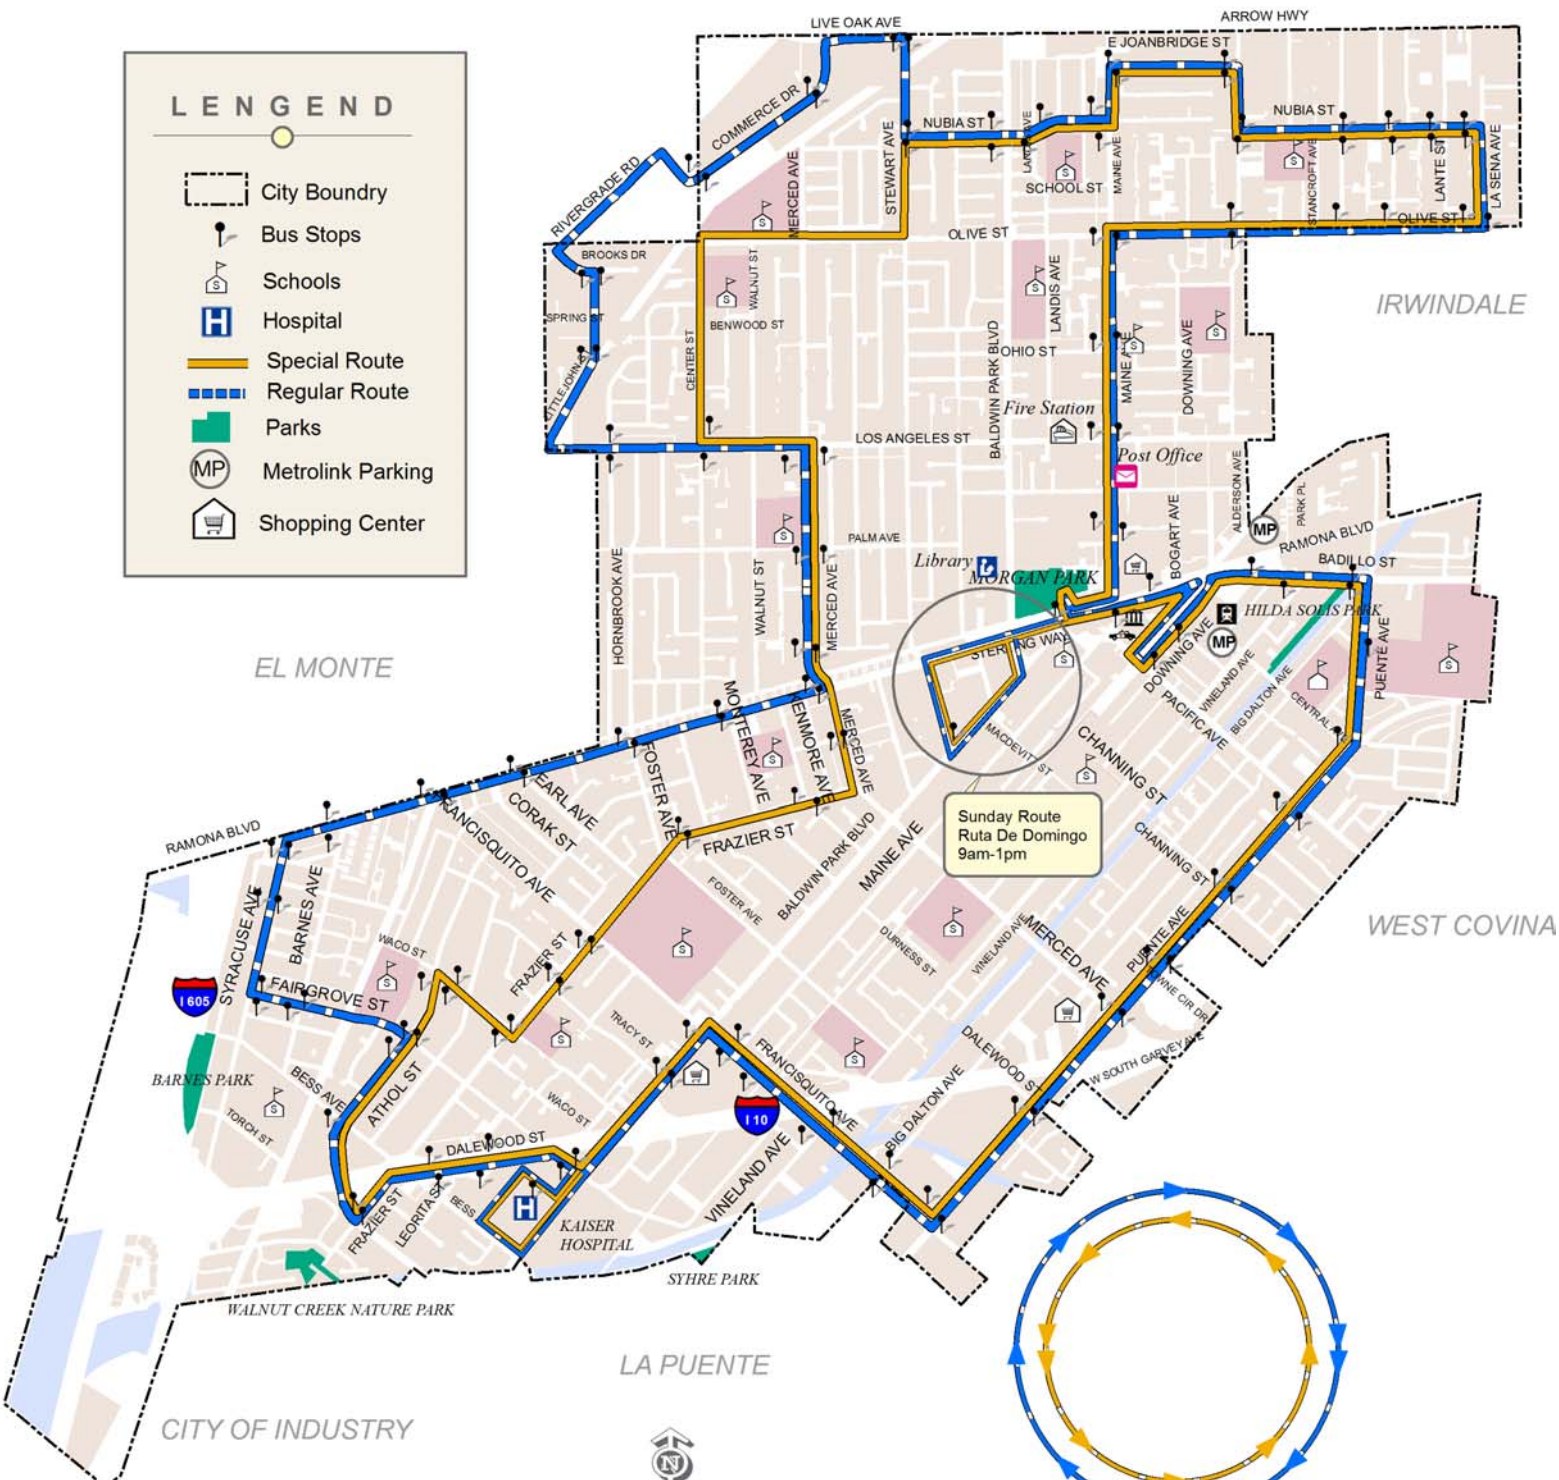 LIVE OAK AVE
ARROW HWY
E JOANBRIDGE ST
LENGEND
City Boundry
Bus Stops
Schools
Hospital
Special Route
Regular Route
Parks
MP
Metrolink Parking
Shopping Center
COMMERCE DR
NUBIA ST
NUBIA ST
STEWART AVE
MERCED AVE
MAINE AVE
SCHOOL ST
STANCROFT AVE
LANTE ST
LA SENA AVE
RIVERGRADE RD
OLIVE ST
OLIVE ST
BROOKS DR
WALNUT ST
LANDIS AVE
IRWINDALE
SPRING ST
BENWOOD ST
CENTER ST
OHIO ST
BALDWIN PARK BLVD
MAINE AVE
DOWNING AVE
Fire Station
LOS ANGELES ST
Post Office
ALDERSON AVE
PARK PL
MP
RAMONA BLVD
BOGART AVE
PALM AVE
BADILLO ST
Library
MORGAN PARK
HORNBROOK AVE
WALNUT ST
MERCED AVE
HILDA SOLIS PARK
MP
EL MONTE
STERLING WAY
DOWNING AVE
PUENTE AVE
VINELAND AVE
BIG DALTON AVE
PACIFIC AVE
MONTEREY AVE
KENMORE AVE
MERCED AVE
MACDEVITT ST
CHANNING ST
FOSTER AVE
EARL AVE
CORAK ST
FRANCISQUITO AVE
RAMONA BLVD
FRAZIER ST
Sunday Route
Ruta De Domingo
9am-1pm
BALDWIN PARK BLVD
MAINE AVE
CHANNING ST
FOSTER AVE
BARNES AVE
SYRACUSE AVE
WACO ST
FRAZIER ST
DURNESS ST
VINELAND AVE
MERCED AVE
PUENTE AVE
WEST COVINA
I 605
FAIRGROVE ST
TRACY ST
FRANCISQUITO AVE
DALEWOOD ST
W SOUTH GARVEY AVE
BARNES PARK
BESS AVE
ATHOL ST
TORCH ST
WACO ST
I 10
BIG DALTON AVE
DALEWOOD ST
VINELAND AVE
FRAZIER ST
LEORITA ST
BESS
H
KAISER
HOSPITAL
SYHRE PARK
WALNUT CREEK NATURE PARK
LA PUENTE
CITY OF INDUSTRY
N